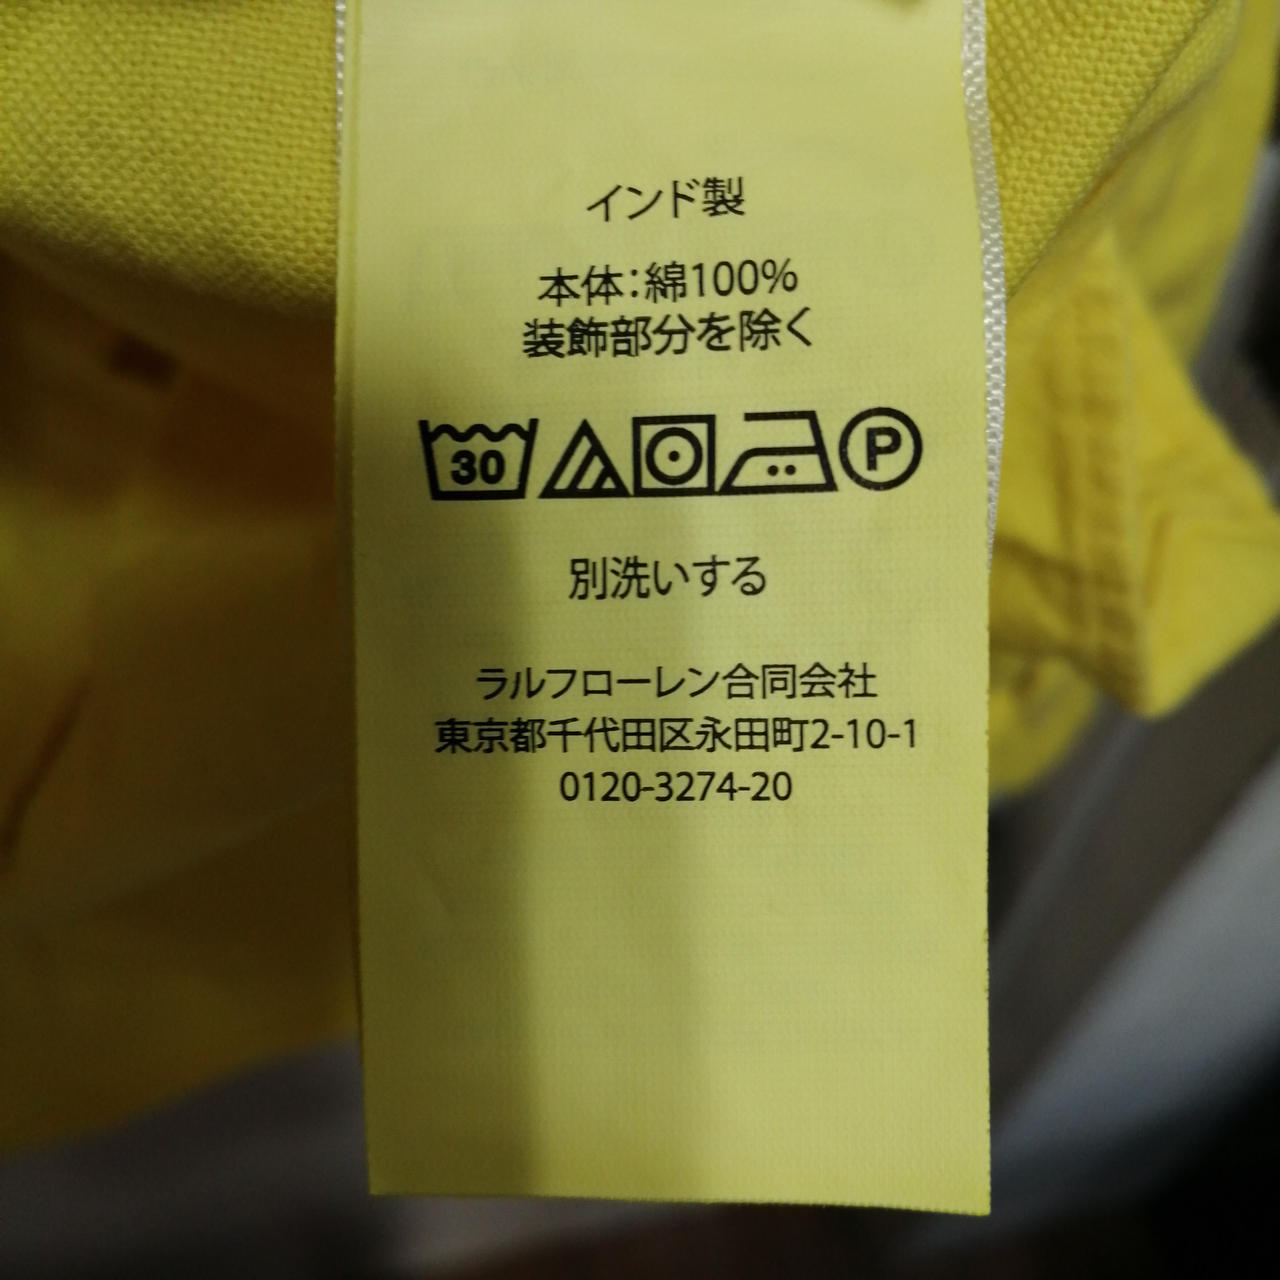 インド製
本体：綿100%
装飾部分を除く
30 P
別洗いする
ラルフローレン合同会社
東京都千代田区永田町2-10-1
0120-3274-20